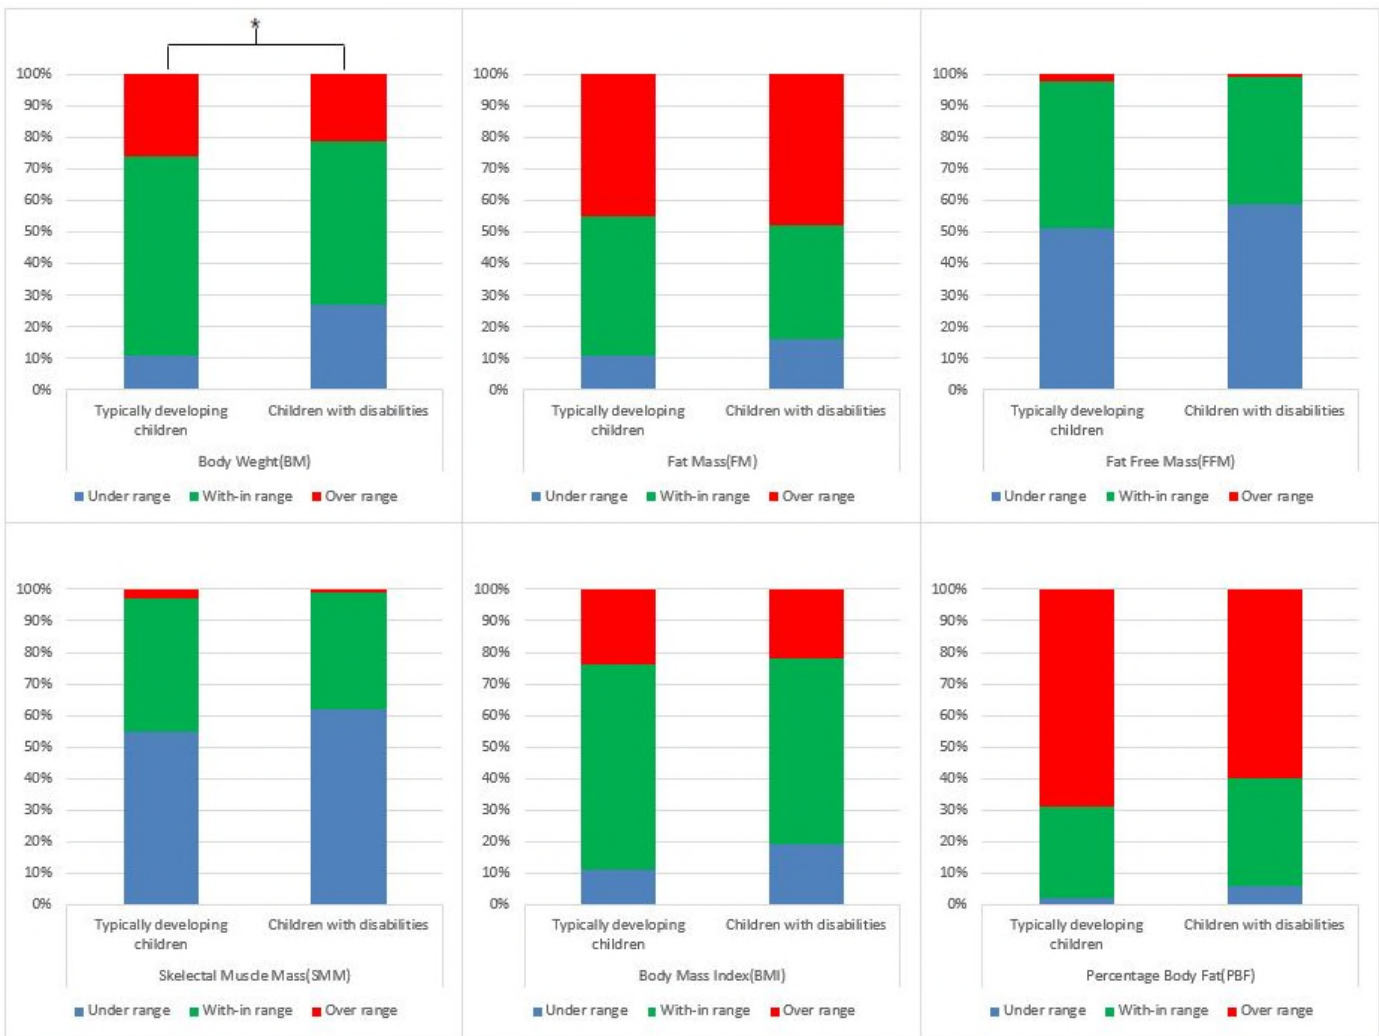 *
100%
90%
80%
70%
60%
50%
40%
30%
20%
10%
0%
Typically developing
children
Children with disabilities
Body Weght(BM)
Under range With-in range Over range
100%
90%
80%
70%
60%
50%
40%
30%
20%
10%
0%
Typically developing
children
Children with disabilities
Fat Mass(FM)
Under range With-in range Over range
100%
90%
80%
70%
60%
50%
40%
30%
20%
10%
0%
Typically developing
children
Children with disabilities
Fat Free Mass(FFM)
Under range With-in range Over range
100%
90%
80%
70%
60%
50%
40%
30%
20%
10%
0%
Typically developing
children
Children with disabilities
Skelectal Muscle Mass(SMM)
Under range With-in range Over range
100%
90%
80%
70%
60%
50%
40%
30%
20%
10%
0%
Typically developing
children
Children with disabilities
Body Mass Index(BMI)
Under range With-in range Over range
100%
90%
80%
70%
60%
50%
40%
30%
20%
10%
0%
Typically developing
children
Children with disabilities
Percentage Body Fat(PBF)
Under range With-in range Over range